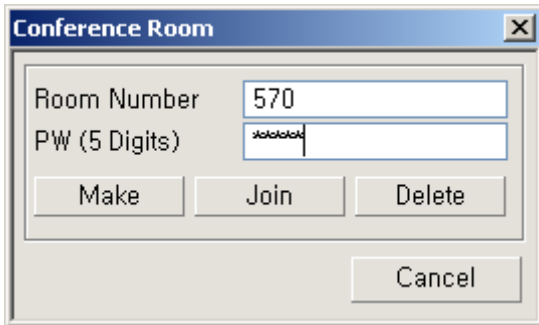 Conference Room
Room Number 570
PW (5 Digits) *****
Make Join Delete
Cancel